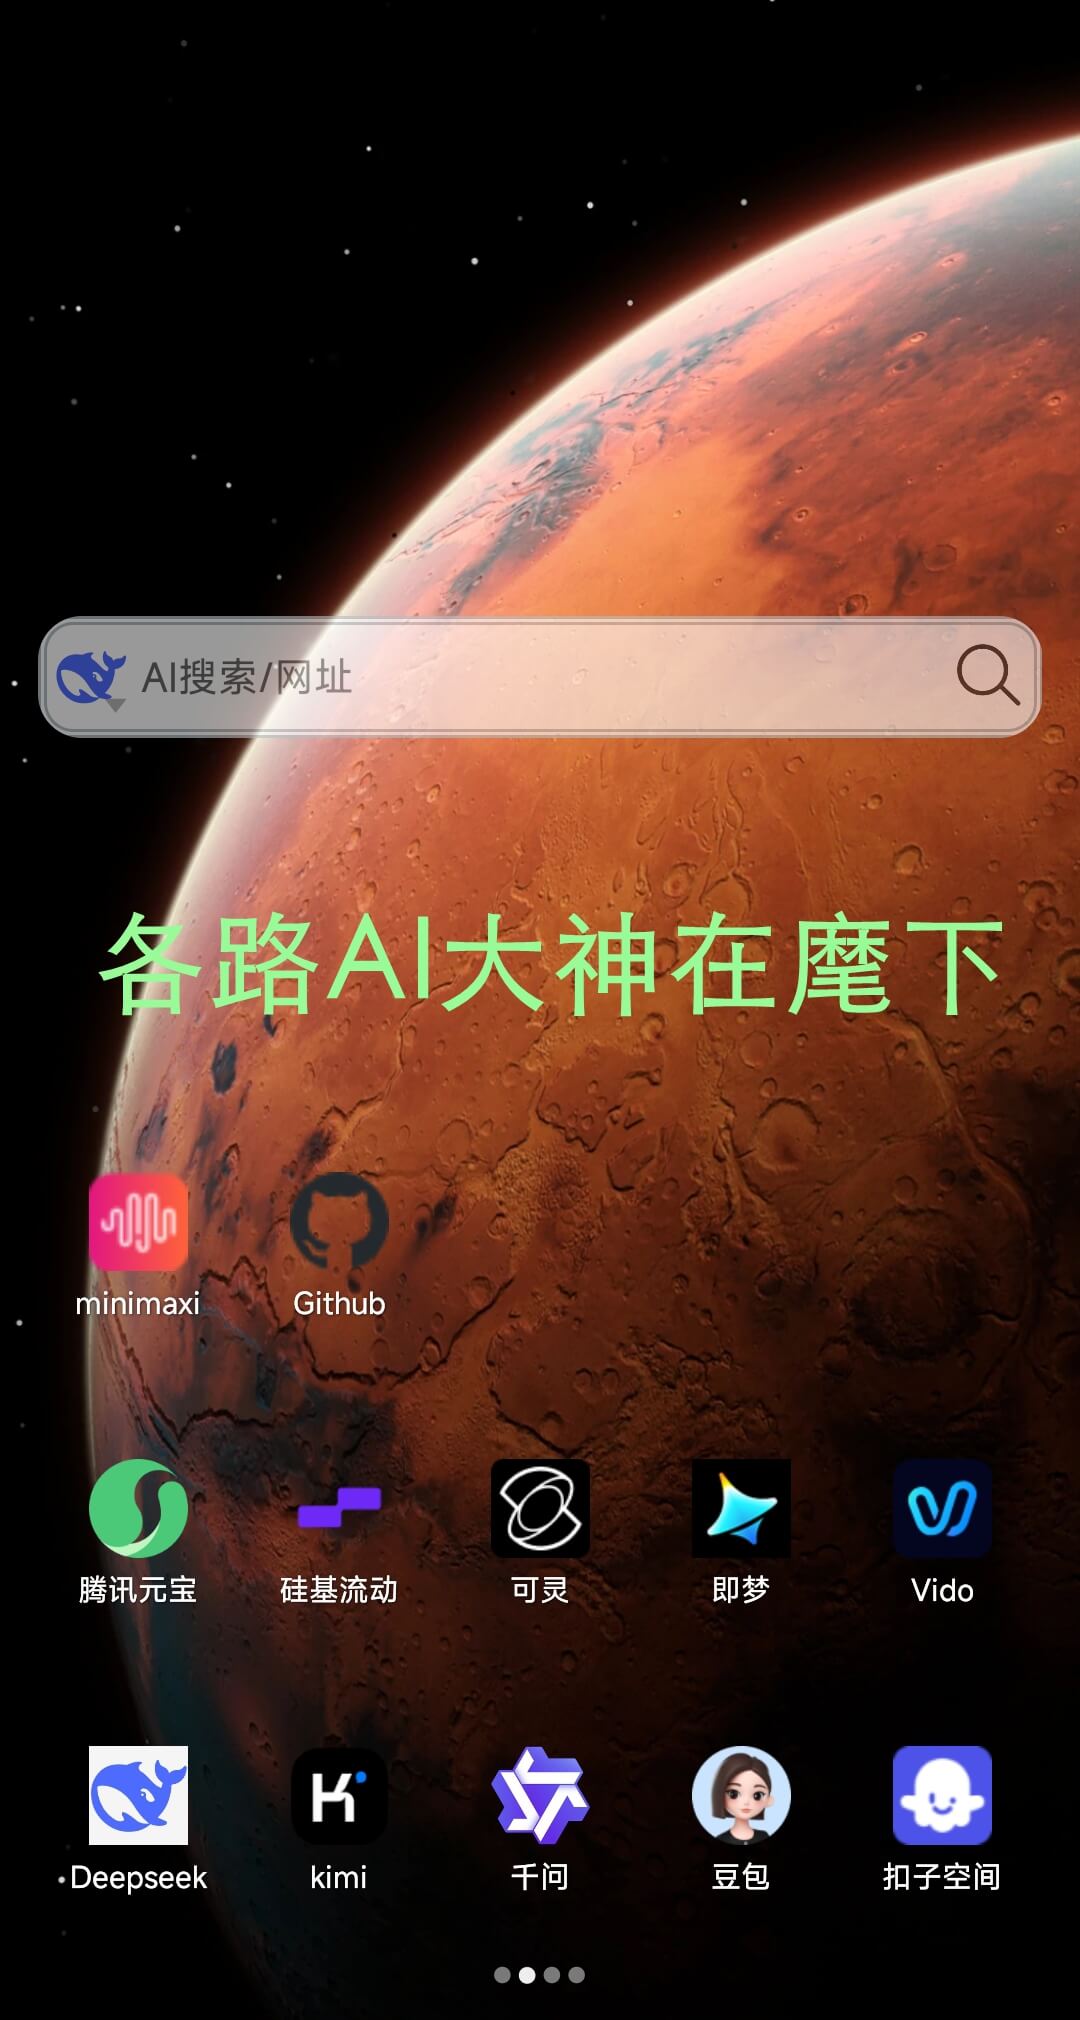 AI搜索/网址
各路AI大神在麾下
minimaxi
Github
腾讯元宝
硅基流动
可灵
即梦
Vido
Deepseek
kimi
千问
豆包
扣子空间